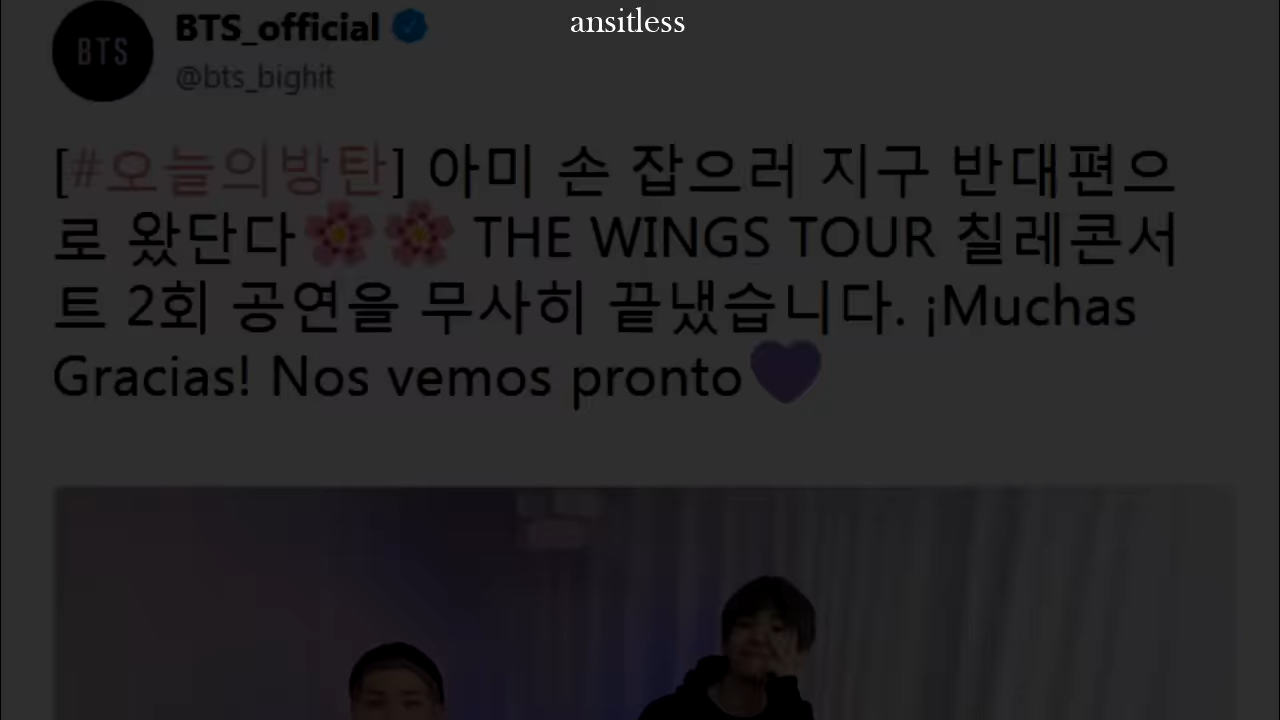 ansitless
BTS
BTS_official
@bts_bighit
[#오늘의방탄] 아미 손 잡으러 지구 반대편으
로 왔단다🌸🌸 THE WINGS TOUR 칠레콘서
트 2회 공연을 무사히 끝냈습니다. ¡Muchas
Gracias! Nos vemos pronto💜